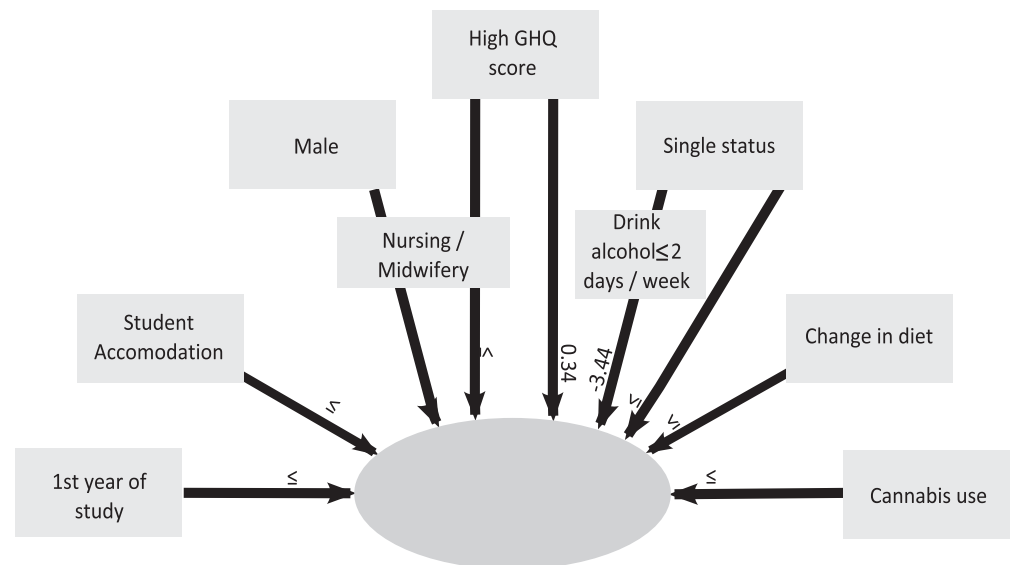 High GHQ
score
Male
Single status
Nursing /
Midwifery
Drink
alcohol≤2
days / week
Student
Accomodation
Change in diet
<
0.34
-3.44
≤
≤
≤
1st year of
study
≤
≤
Cannabis use